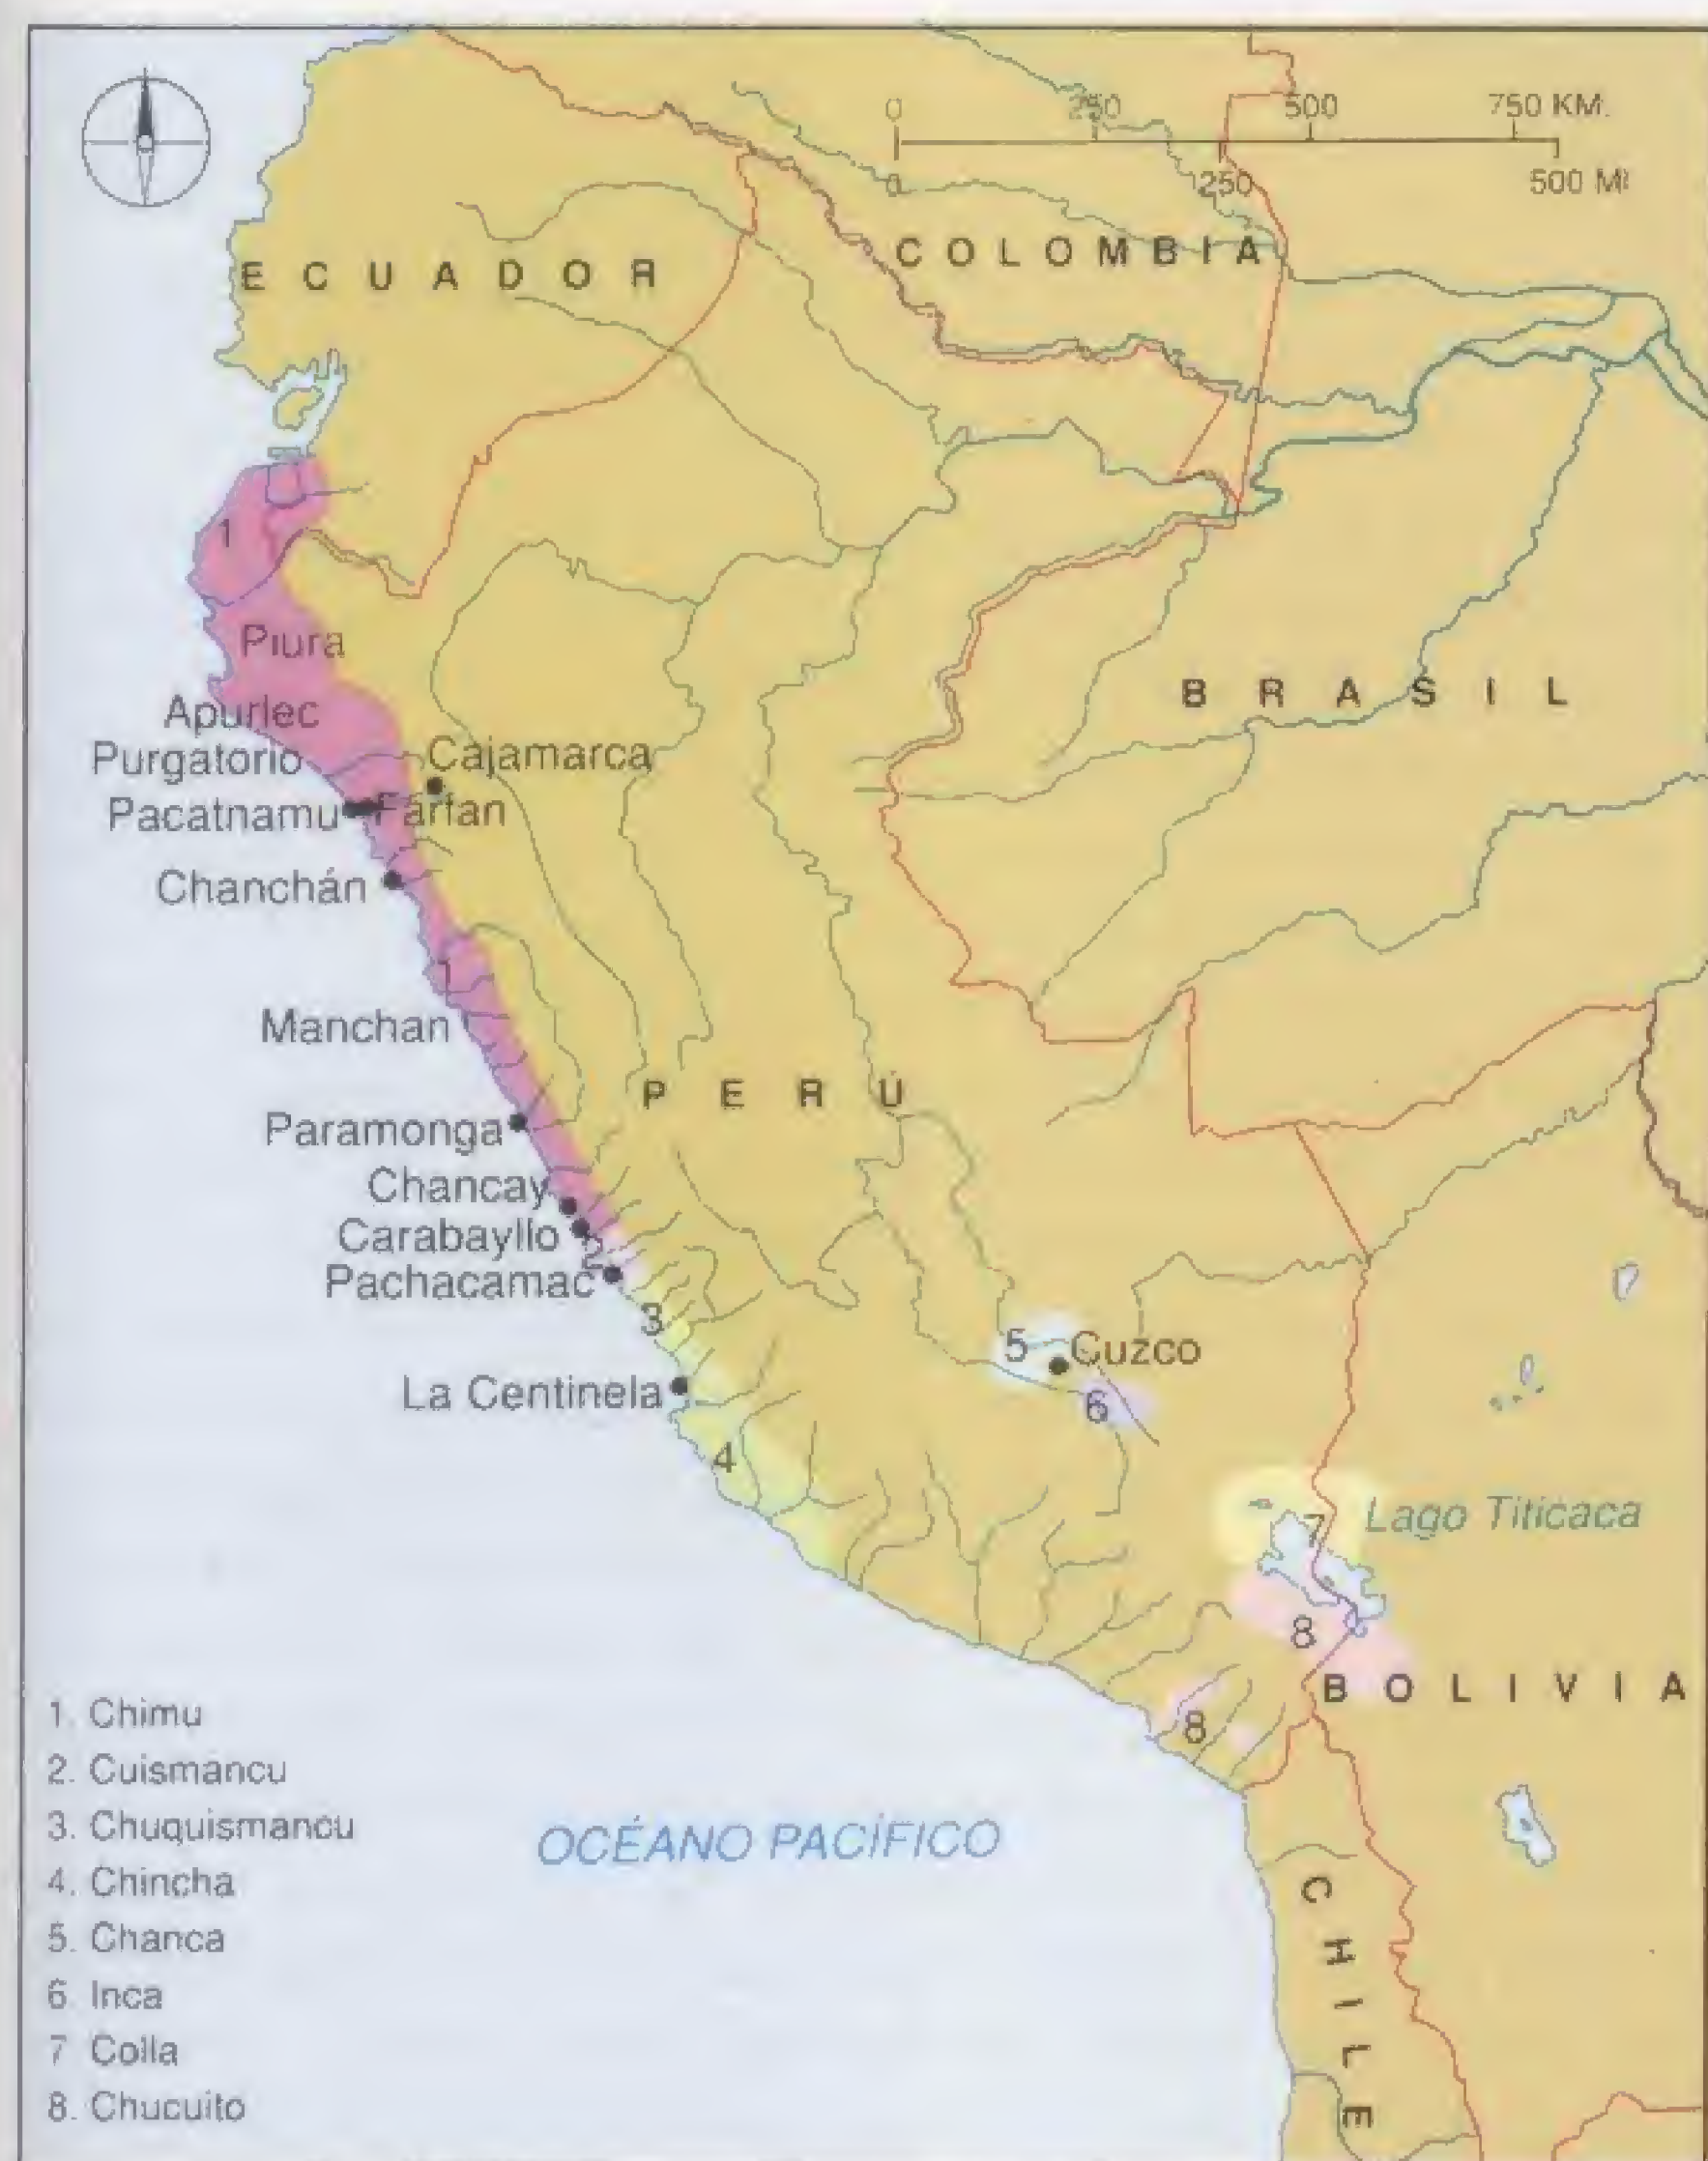 0 250 500 750 KM.
0 250 500 MI
COLOMBIA
ECUADOR
1
Piura
BRASIL
Apurlec
Purgatorio
Cajamarca
Pacatnamu
Farfan
Chanchán
1
Manchan
PERÚ
Paramonga
Chancay
Carabayllo
2
Pachacamac
3
5
Cuzco
La Centinela
6
4
7
Lago Titicaca
8
BOLIVIA
8
1. Chimu
2. Cuismancu
3. Chuquismancu
4. Chincha
5. Chanca
6. Inca
7 Colla
8. Chucuito
OCÉANO PACÍFICO
CHILE